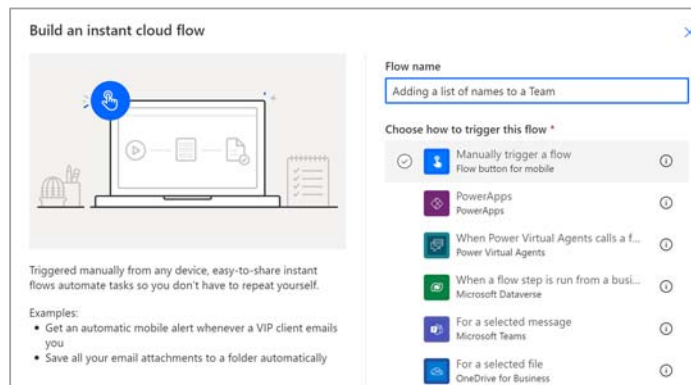 Build an instant cloud flow
Triggered manually from any device, easy-to-share instant
flows automate tasks so you don't have to repeat yourself.
Examples:
• Get an automatic mobile alert whenever a VIP client emails
you
• Save all your email attachments to a folder automatically
Flow name
Adding a list of names to a Team
Choose how to trigger this flow *
Manually trigger a flow
Flow button for mobile
PowerApps
PowerApps
When Power Virtual Agents calls a f...
Power Virtual Agents
When a flow step is run from a busi...
Microsoft Dataverse
For a selected message
Microsoft Teams
For a selected file
OneDrive for Business